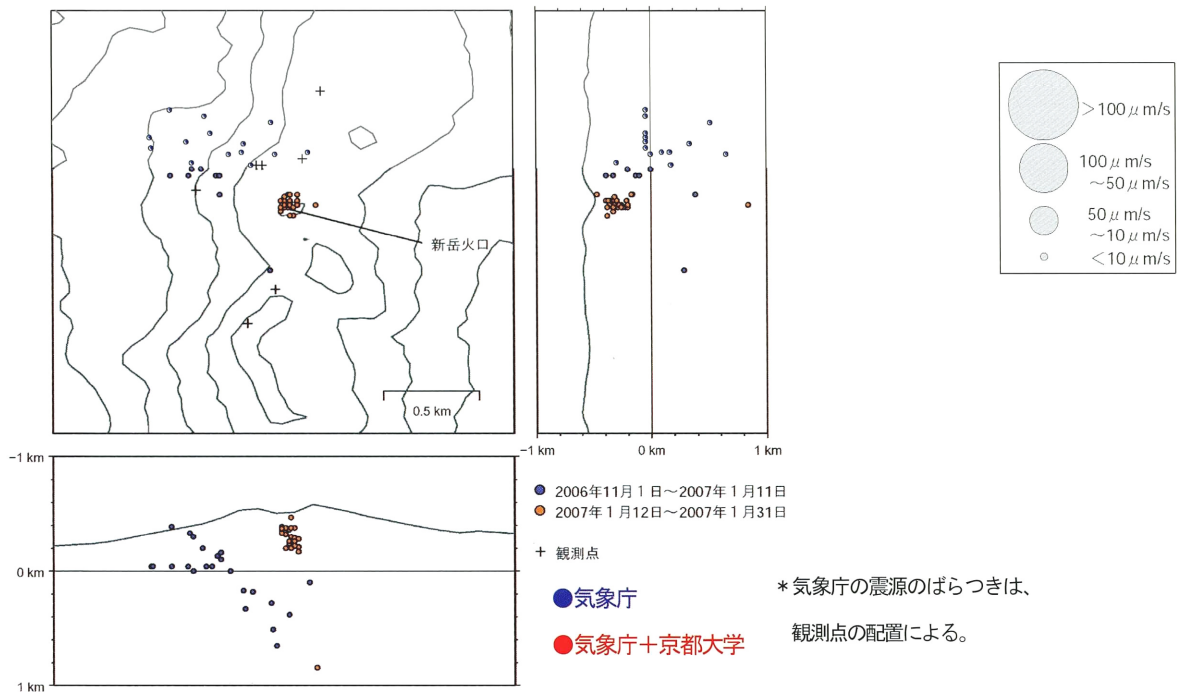 新岳火口
0.5 km
>100μm/s
100μm/s
～50μm/s
50μm/s
～10μm/s
<10μm/s
−1 km
0 km
1 km
−1 km
0 km
1 km
2006年11月1日～2007年1月11日
2007年1月12日～2007年1月31日
+ 観測点
気象庁
気象庁＋京都大学
＊気象庁の震源のばらつきは、
観測点の配置による。